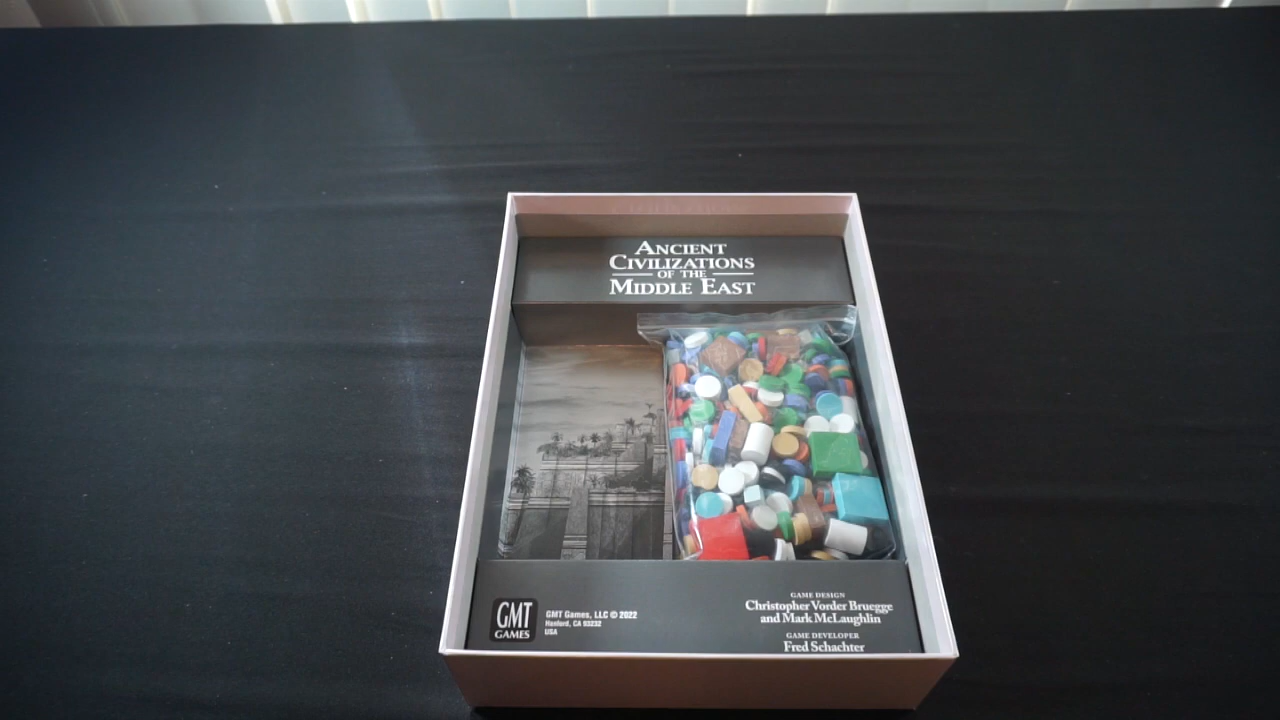 ANCIENT
CIVILIZATIONS
OF THE
MIDDLE EAST
GMT
GAMES
GMT Games, LLC © 2022
Hanford, CA 93232
USA
GAME DESIGN
Christopher Vorder Bruegge
and Mark McLaughlin
GAME DEVELOPER
Fred Schachter